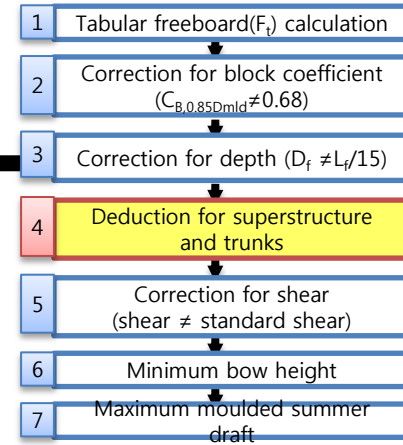 1 Tabular freeboard(Ft) calculation
2 Correction for block coefficient
(CB,0.85Dmld≠0.68)
3 Correction for depth (Df ≠Lf/15)
4 Deduction for superstructure
and trunks
5 Correction for shear
(shear ≠ standard shear)
6 Minimum bow height
7 Maximum moulded summer
draft